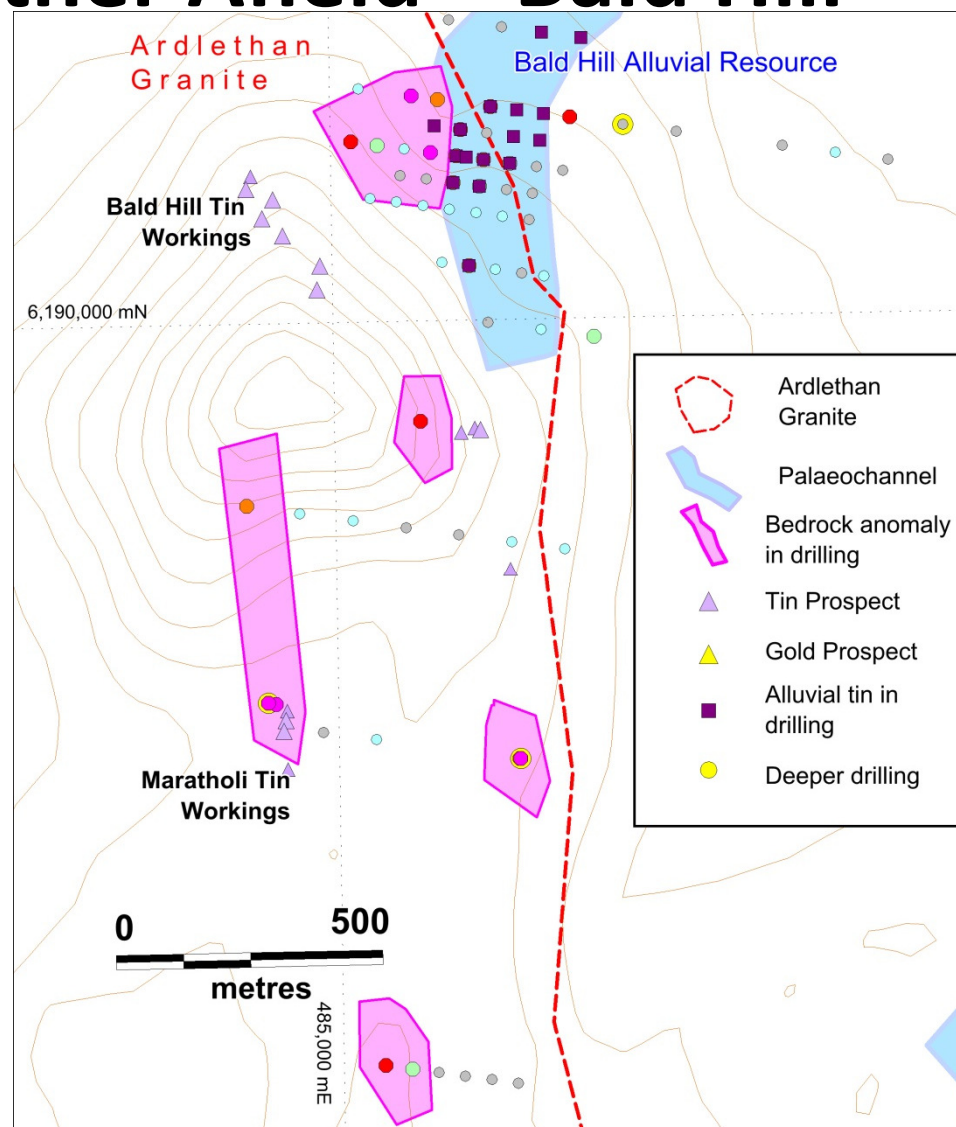 Bald Hill
Ardlethan
Granite
Bald Hill Alluvial Resource
Bald Hill Tin
Workings
6,190,000 mN
Ardlethan
Granite
Palaeochannel
Bedrock anomaly
in drilling
Tin Prospect
Gold Prospect
Alluvial tin in
drilling
Deeper drilling
Maratholi Tin
Workings
0 500
metres
485,000 mE